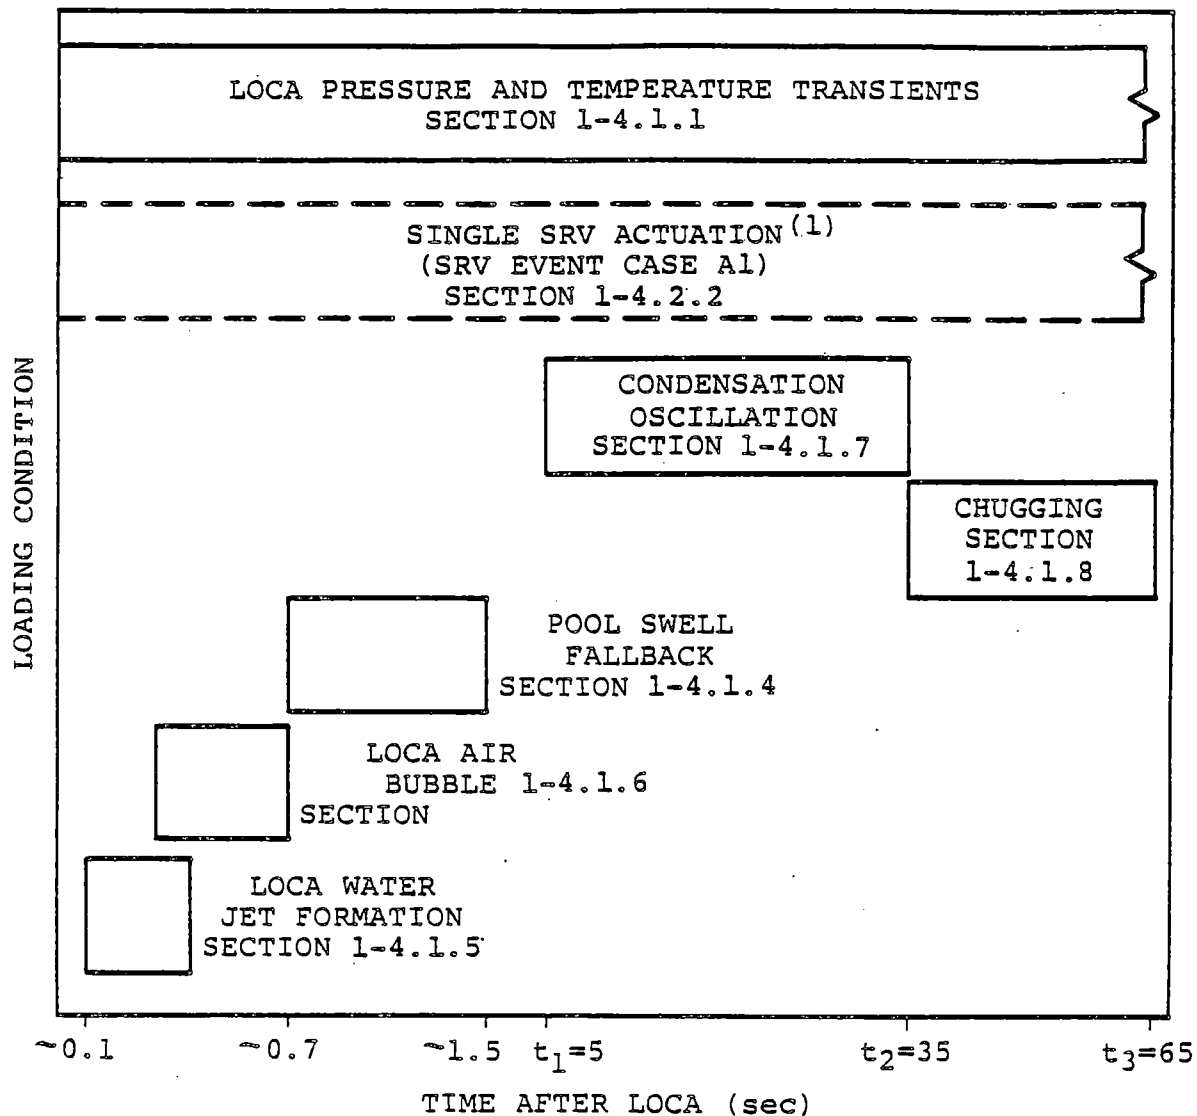 LOCA PRESSURE AND TEMPERATURE TRANSIENTS
SECTION 1-4.1.1
SINGLE SRV ACTUATION(1)
(SRV EVENT CASE A1)
SECTION 1-4.2.2
CONDENSATION
OSCILLATION
SECTION 1-4.1.7
CHUGGING
SECTION
1-4.1.8
POOL SWELL
FALLBACK
SECTION 1-4.1.4
LOCA AIR
BUBBLE 1-4.1.6
SECTION
LOCA WATER
JET FORMATION
SECTION 1-4.1.5
LOADING CONDITION
~0.1 ~0.7 ~1.5 t1=5 t2=35 t3=65
TIME AFTER LOCA (sec)